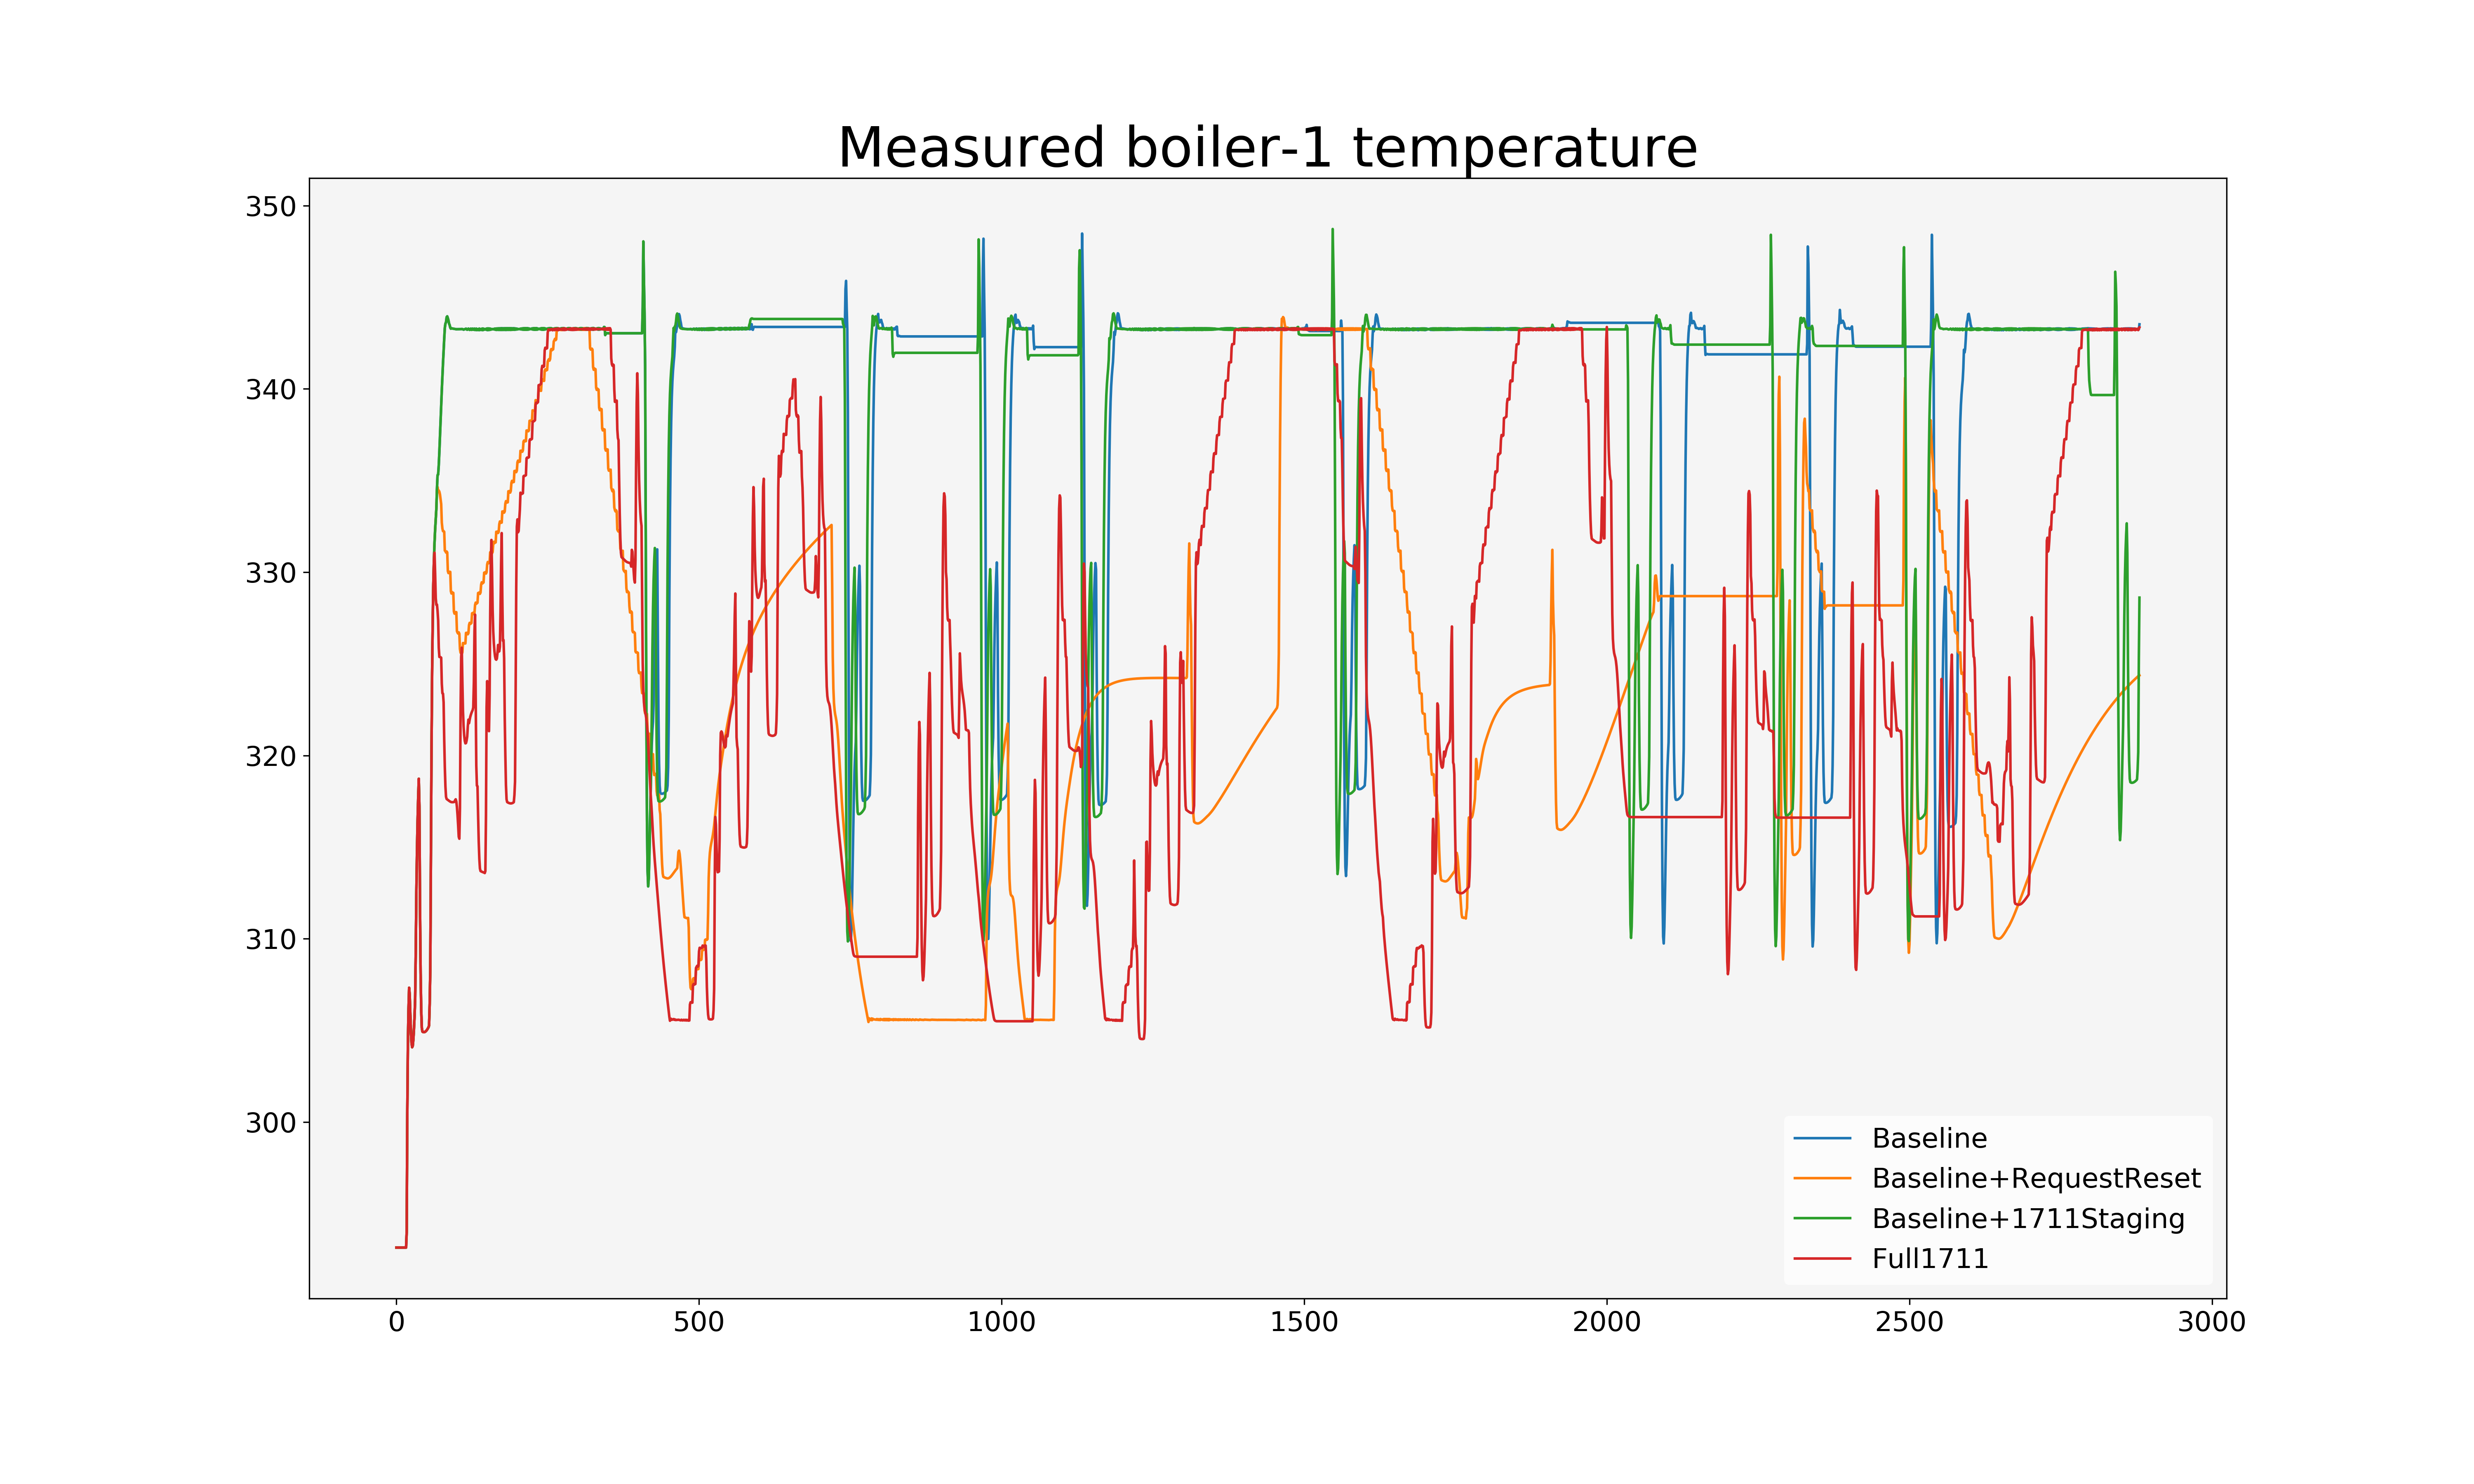 Measured boiler-1 temperature
350
340
330
320
310
300
0 500 1000 1500 2000 2500 3000
Baseline
Baseline+RequestReset
Baseline+1711Staging
Full1711